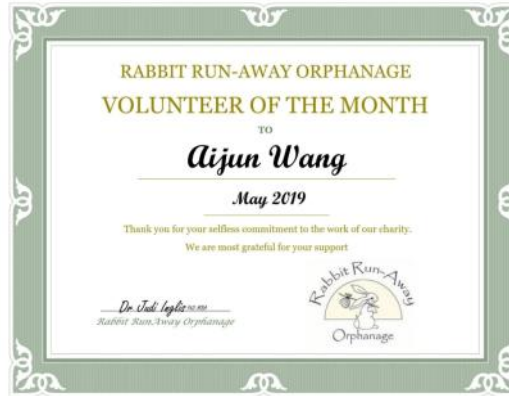 RABBIT RUN-AWAY ORPHANAGE
VOLUNTEER OF THE MONTH
TO
Aijun Wang
May 2019
Thank you for your selfless commitment to the work of our charity.
We are most grateful for your support
Dr Judi Inglis
Rabbit Run Away Orphanage
Rabbit Run-Away
Orphanage